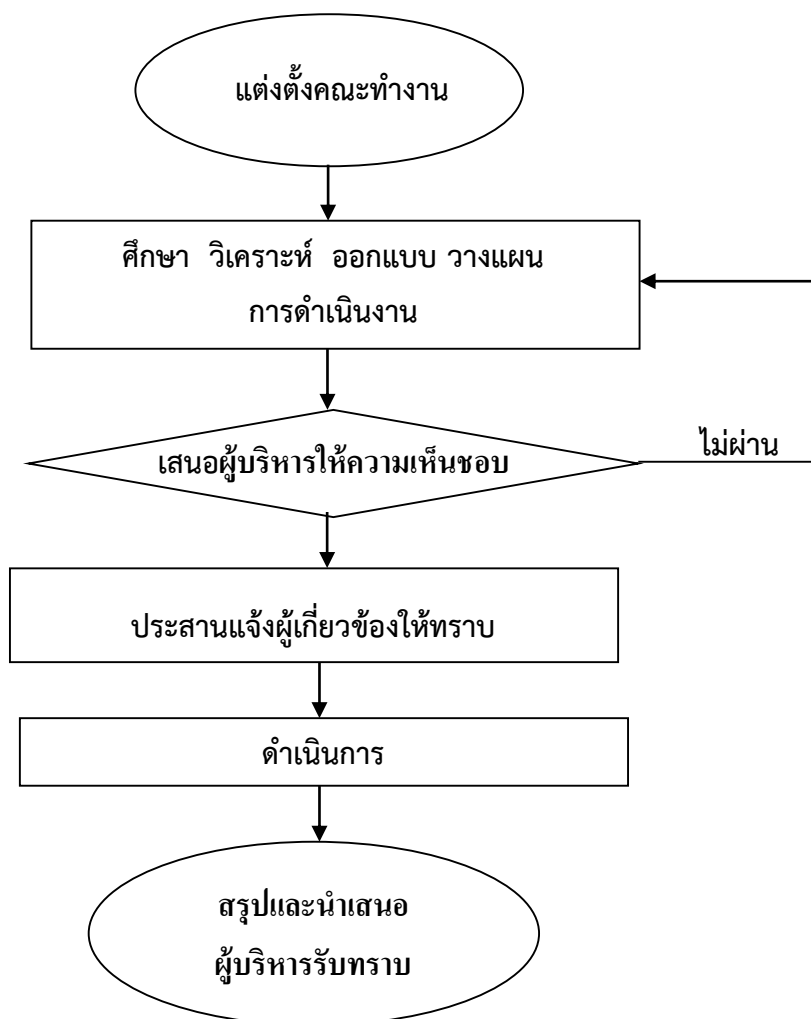 แต่งตั้งคณะทำงาน
ศึกษา วิเคราะห์ ออกแบบ วางแผน
การดำเนินงาน
เสนอผู้บริหารให้ความเห็นชอบ
ไม่ผ่าน
ประสานแจ้งผู้เกี่ยวข้องให้ทราบ
ดำเนินการ
สรุปและนำเสนอ
ผู้บริหารรับทราบ